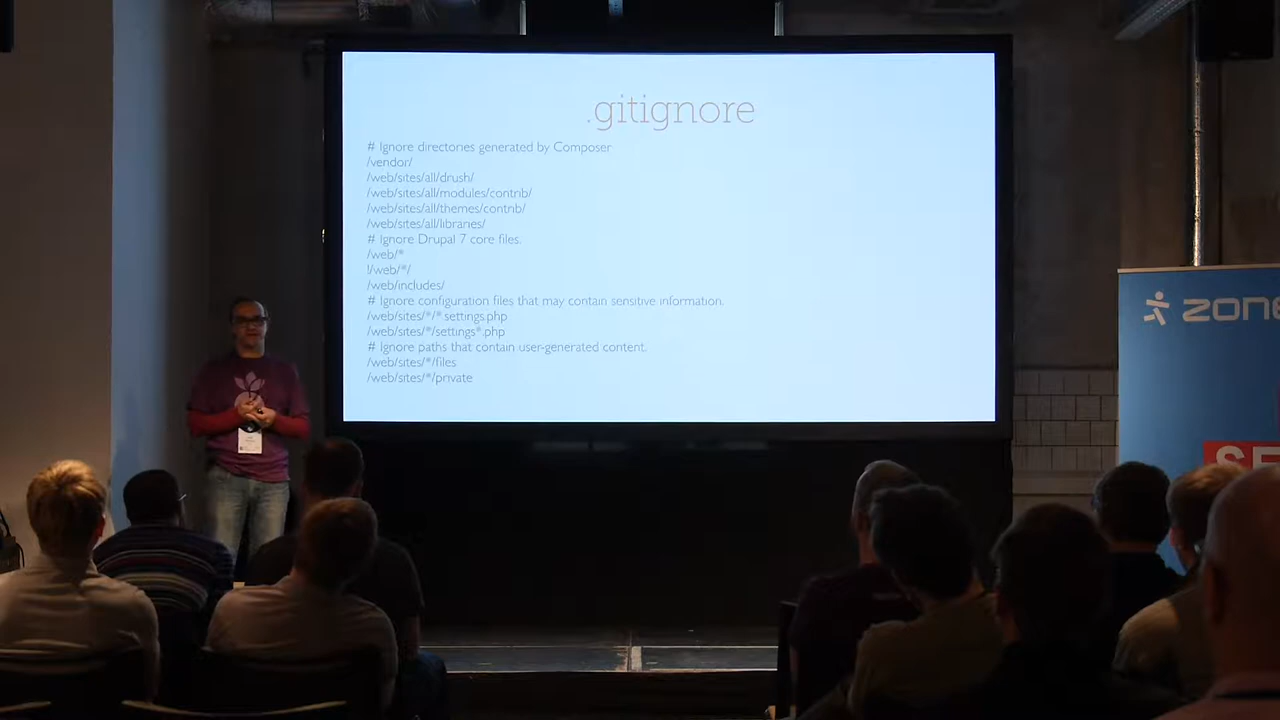 .gitignore
# Ignore directories generated by Composer
/vendor/
/web/sites/all/drush/
/web/sites/all/modules/contrib/
/web/sites/all/themes/contrib/
/web/sites/all/libraries/
# Ignore Drupal 7 core files.
/web/*
!/web/*/
/web/includes/
# Ignore configuration files that may contain sensitive information.
/web/sites/*/*.settings.php
/web/sites/*/settings*.php
# Ignore paths that contain user-generated content.
/web/sites/*/files
/web/sites/*/private
zone
SE